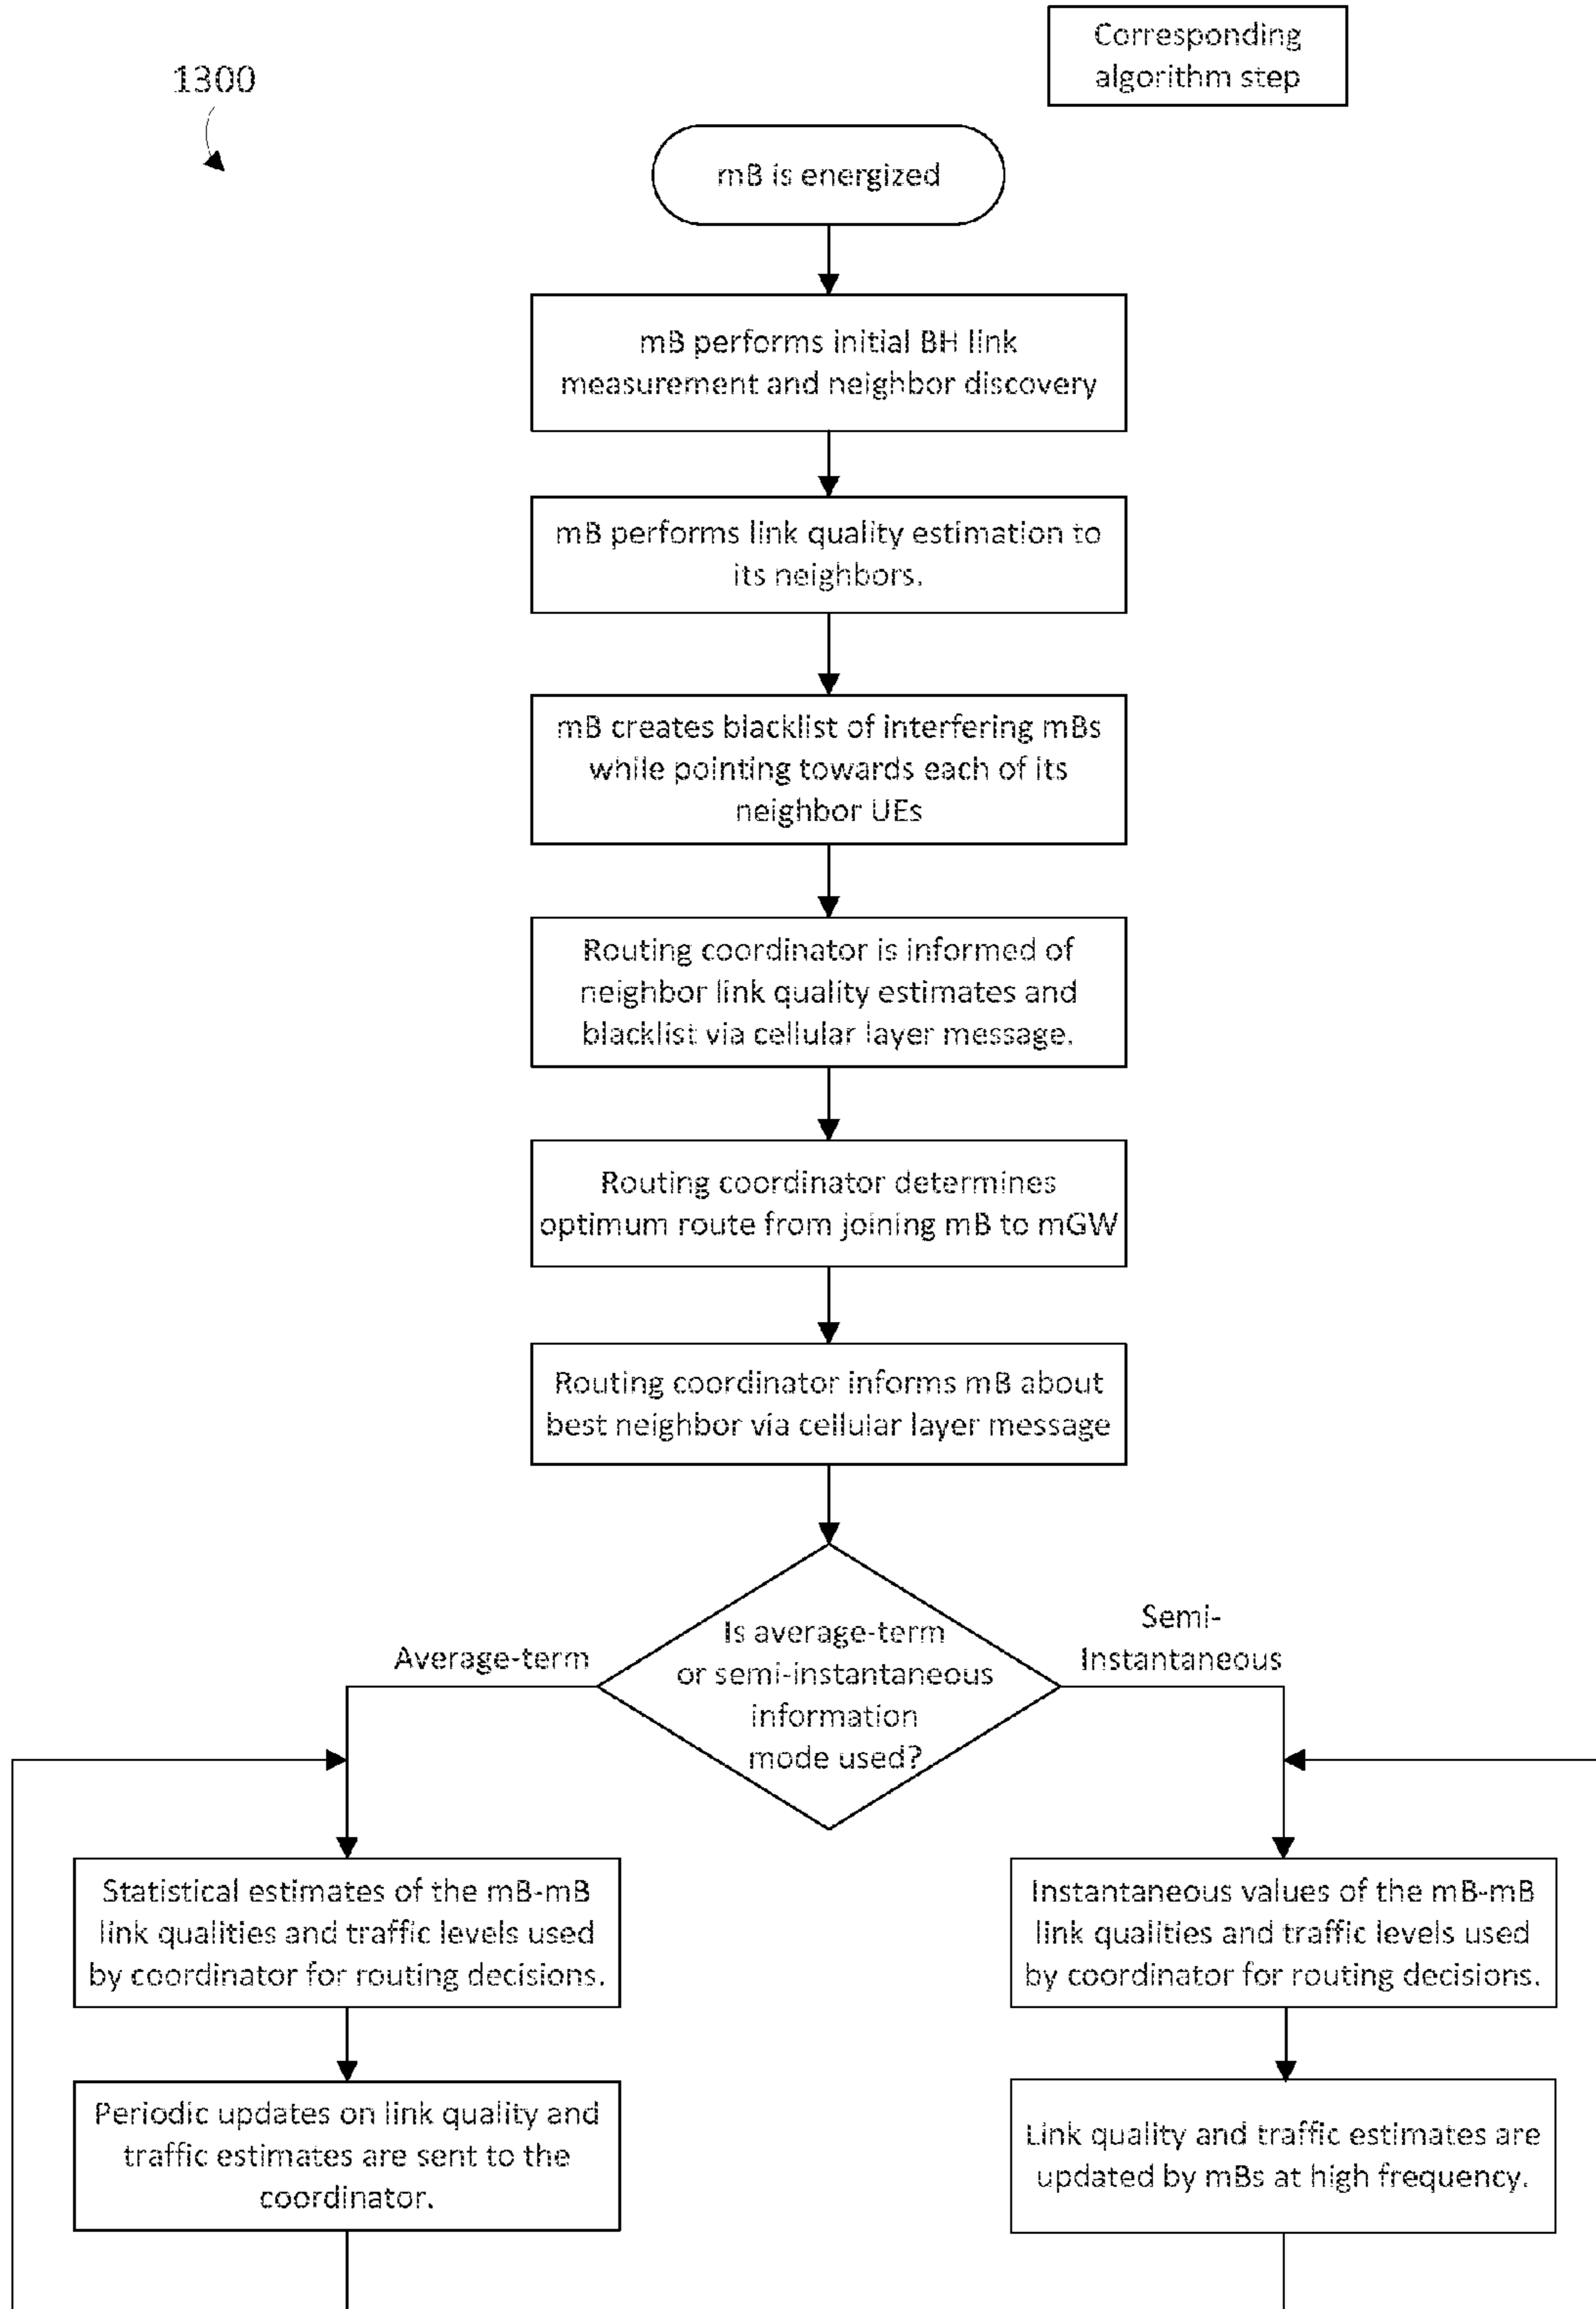 Corresponding
algorithm step
1300
mB is energized
mB performs initial BH link
measurement and neighbor discovery
mB performs link quality estimation to
its neighbors.
mB creates blacklist of interfering mBs
while pointing towards each of its
neighbor UEs
Routing coordinator is informed of
neighbor link quality estimates and
blacklist via cellular layer message.
Routing coordinator determines
optimum route from joining mB to mGW
Routing coordinator informs mB about
best neighbor via cellular layer message
Is average-term
or semi-instantaneous
information
mode used?
Average-term
Semi-
Instantaneous
Statistical estimates of the mB-mB
link qualities and traffic levels used
by coordinator for routing decisions.
Periodic updates on link quality and
traffic estimates are sent to the
coordinator.
Instantaneous values of the mB-mB
link qualities and traffic levels used
by coordinator for routing decisions.
Link quality and traffic estimates are
updated by mBs at high frequency.